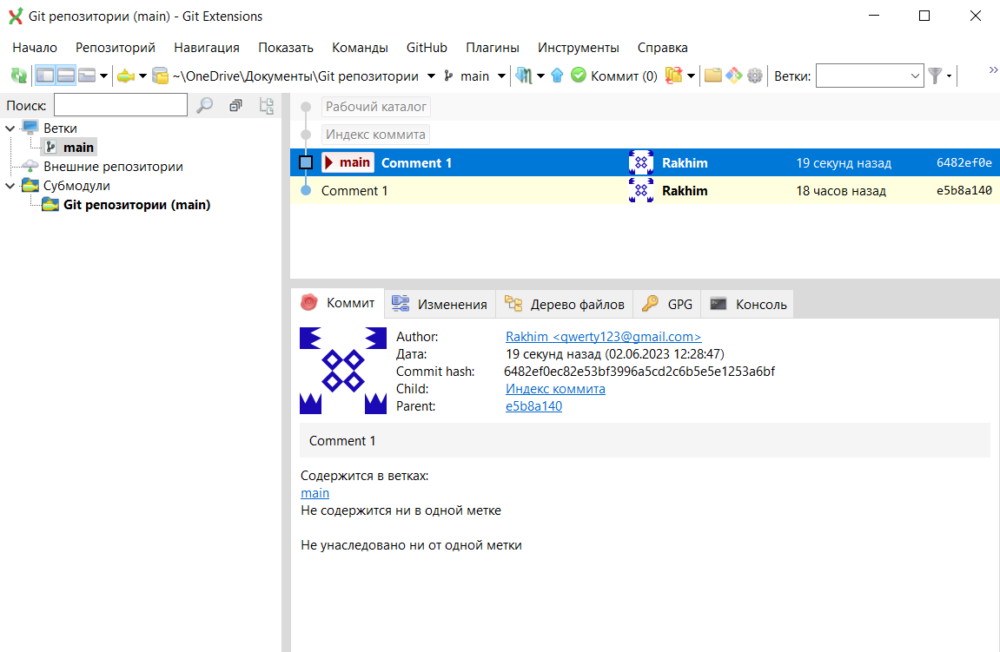 Git репозитории (main) - Git Extensions
Начало Репозиторий Навигация Показать Команды GitHub Плагины Инструменты Справка
~\OneDrive\Документы\Git репозитории main Коммит (0) Ветки: »
Поиск:
Ветки
main
Внешние репозитории
Субмодули
Git репозитории (main)
Рабочий каталог
Индекс коммита
main Comment 1 Rakhim 19 секунд назад 6482ef0e
Comment 1 Rakhim 18 часов назад e5b8a140
Коммит Изменения Дерево файлов GPG Консоль
Author: Rakhim <qwerty123@gmail.com>
Дата: 19 секунд назад (02.06.2023 12:28:47)
Commit hash: 6482ef0ec82e53bf3996a5cd2c6b5e5e1253a6bf
Child: Индекс коммита
Parent: e5b8a140
Comment 1
Содержится в ветках:
main
Не содержится ни в одной метке
Не унаследовано ни от одной метки